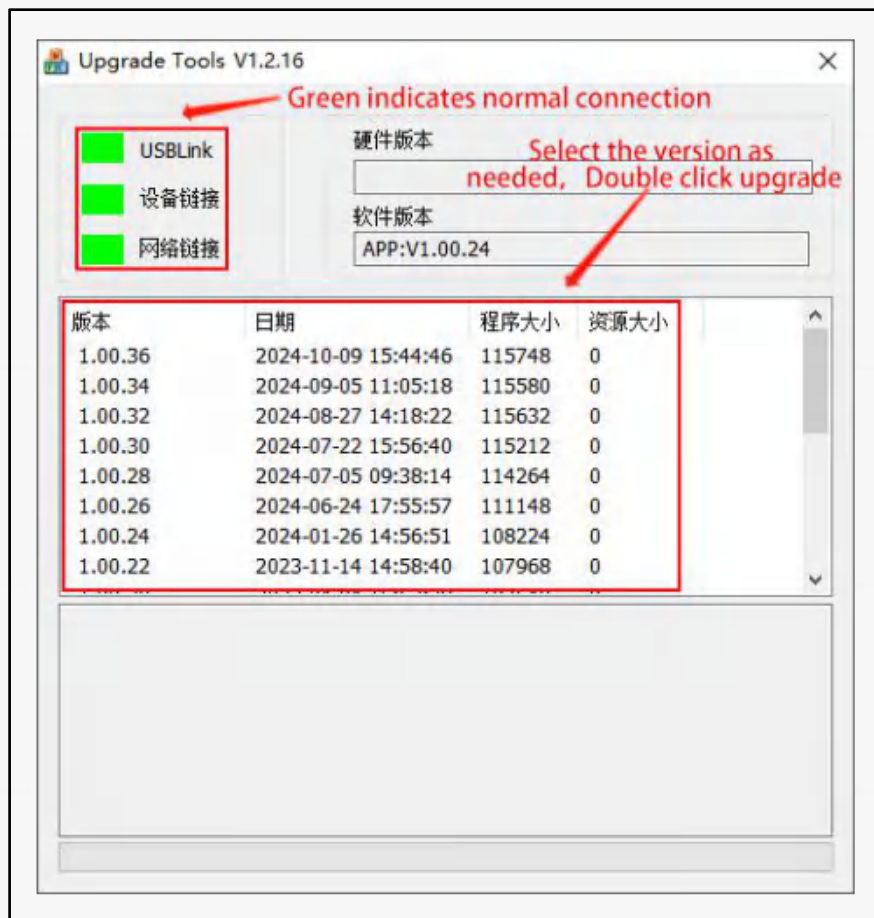 Upgrade Tools V1.2.16
Green indicates normal connection
USBLink
设备链接
网络链接
硬件版本
Select the version as
needed, Double click upgrade
软件版本
APP:V1.00.24
版本 日期 程序大小 资源大小
1.00.36 2024-10-09 15:44:46 115748 0
1.00.34 2024-09-05 11:05:18 115580 0
1.00.32 2024-08-27 14:18:22 115632 0
1.00.30 2024-07-22 15:56:40 115212 0
1.00.28 2024-07-05 09:38:14 114264 0
1.00.26 2024-06-24 17:55:57 111148 0
1.00.24 2024-01-26 14:56:51 108224 0
1.00.22 2023-11-14 14:58:40 107968 0